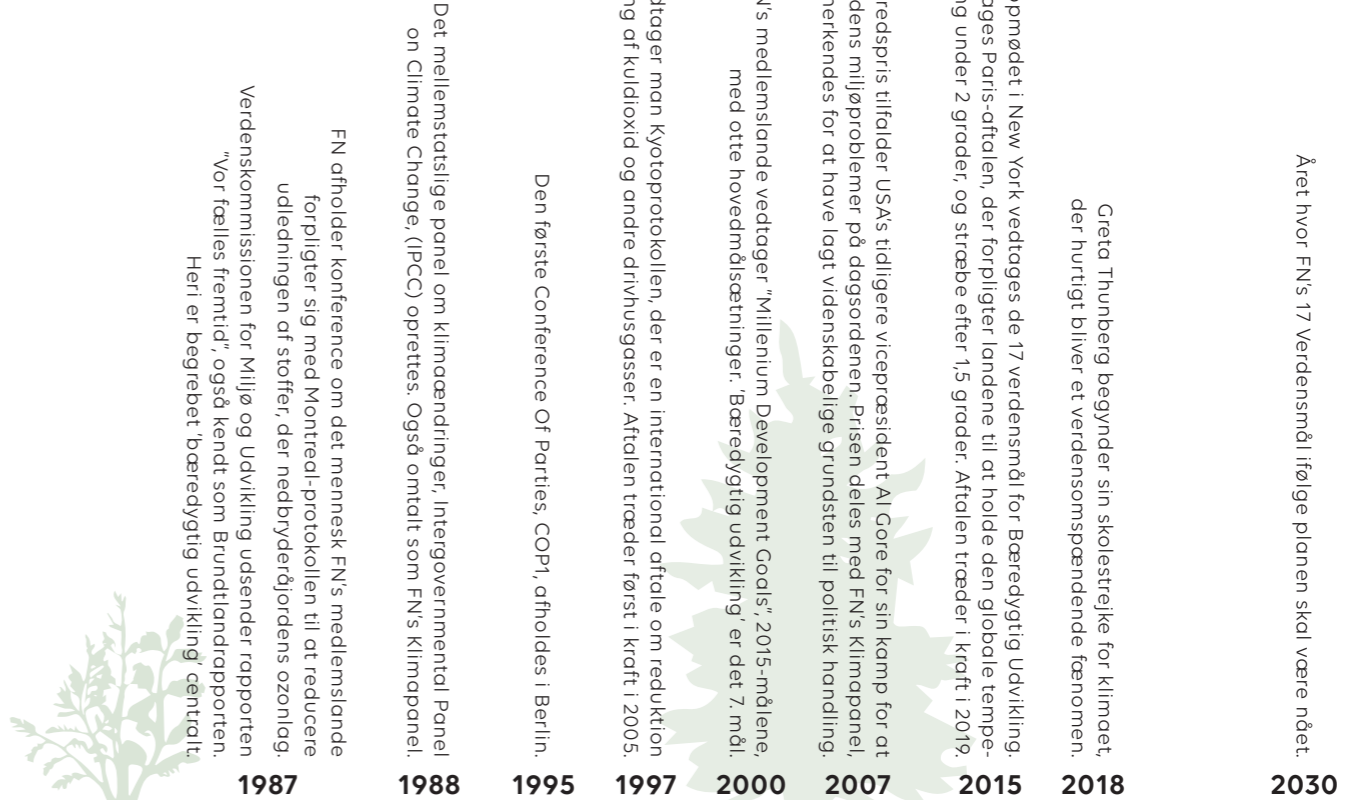 FN afholder konference om det mennesk FN's medlemslande
forpligter sig med Montreal-protokollen til at reducere
udledningen af stoffer, der nedbryderåjordens ozonlag.
Verdenskommissionen for Miljø og Udvikling udsender rapporten
"Vor fælles fremtid", også kendt som Brundtlandrapporten.
Heri er begrebet 'bæredygtig udvikling' centralt.
1987
Det mellemstatslige panel om klimaændringer, Intergovernmental Panel
on Climate Change, (IPCC) oprettes. Også omtalt som FN's Klimapanel.
1988
Den første Conference Of Parties, COP1, afholdes i Berlin.
1995
dtager man Kyotoprotokollen, der er en international aftale om reduktion
ng af kuldioxid og andre drivhusgasser. Aftalen træder først i kraft i 2005.
1997
N's medlemslande vedtager "Millenium Development Goals", 2015-målene,
med otte hovedmålsætninger. 'Bæredygtig udvikling' er det 7. mål.
2000
redspris tilfalder USA's tidligere vicepræsident Al Gore for sin kamp for at
dens miljøproblemer på dagsordenen. Prisen deles med FN's Klimapanel,
nerkendes for at have lagt videnskabelige grundsten til politisk handling.
2007
ppmødet i New York vedtages de 17 verdensmål for Bæredygtig Udvikling.
ages Paris-aftalen, der forpligter landene til at holde den globale tempe-
ng under 2 grader, og stræbe efter 1,5 grader. Aftalen træder i kraft i 2019.
2015
Greta Thunberg begynder sin skolestrejke for klimaet,
der hurtigt bliver et verdensomspændende fænomen.
2018
Året hvor FN's 17 Verdensmål ifølge planen skal være nået.
2030